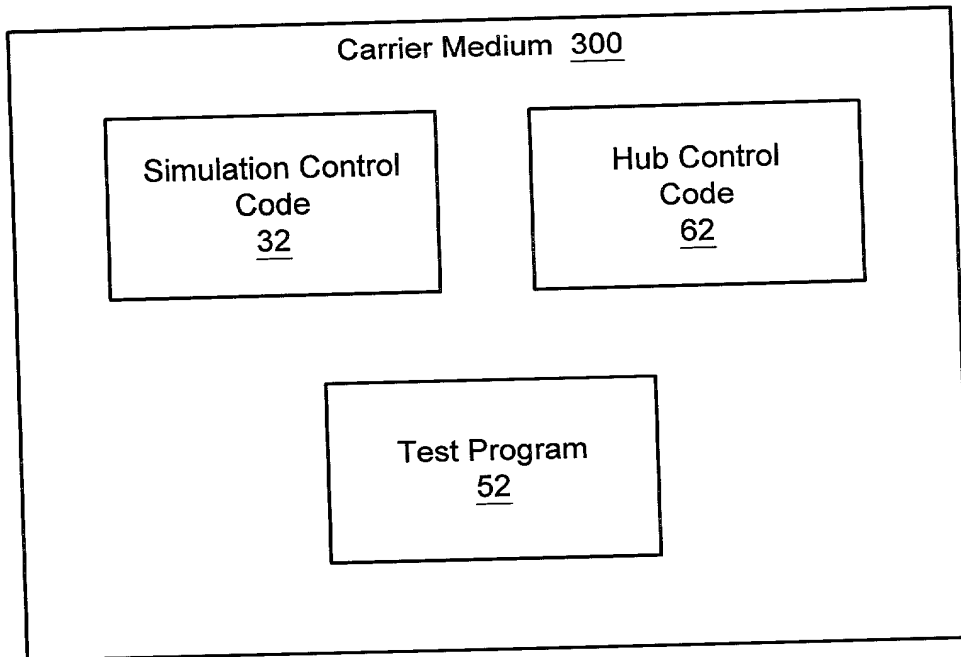 Carrier Medium 300
Simulation Control
Code
32
Hub Control
Code
62
Test Program
52